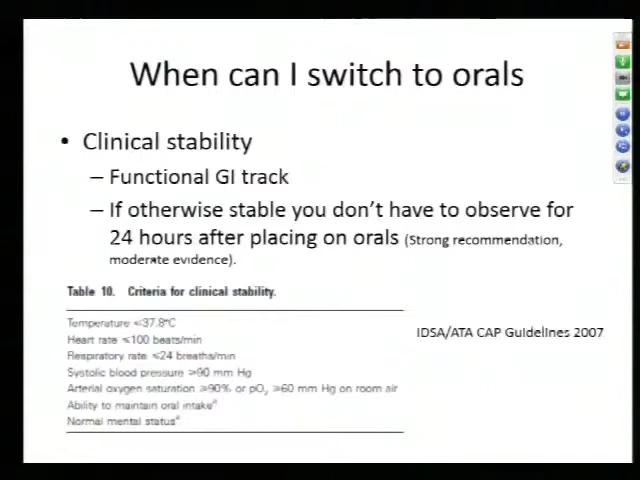 When can I switch to orals
• Clinical stability
– Functional GI track
– If otherwise stable you don't have to observe for
24 hours after placing on orals (Strong recommendation,
moderate evidence).
Table 10. Criteria for clinical stability.
Temperature ≤37.8°C
Heart rate ≤100 beats/min
Respiratory rate ≤24 breaths/min
Systolic blood pressure ≥90 mm Hg
Arterial oxygen saturation ≥90% or pO2 ≥60 mm Hg on room air
Ability to maintain oral intakeᵃ
Normal mental statusᵃ
IDSA/ATA CAP Guidelines 2007